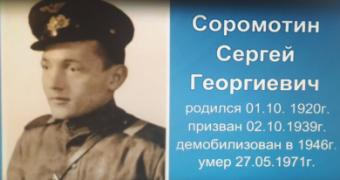 Соромотин
Сергей
Георгиевич
родился 01.10. 1920г.
призван 02.10.1939г.
демобилизован в 1946г.
умер 27.05.1971г.